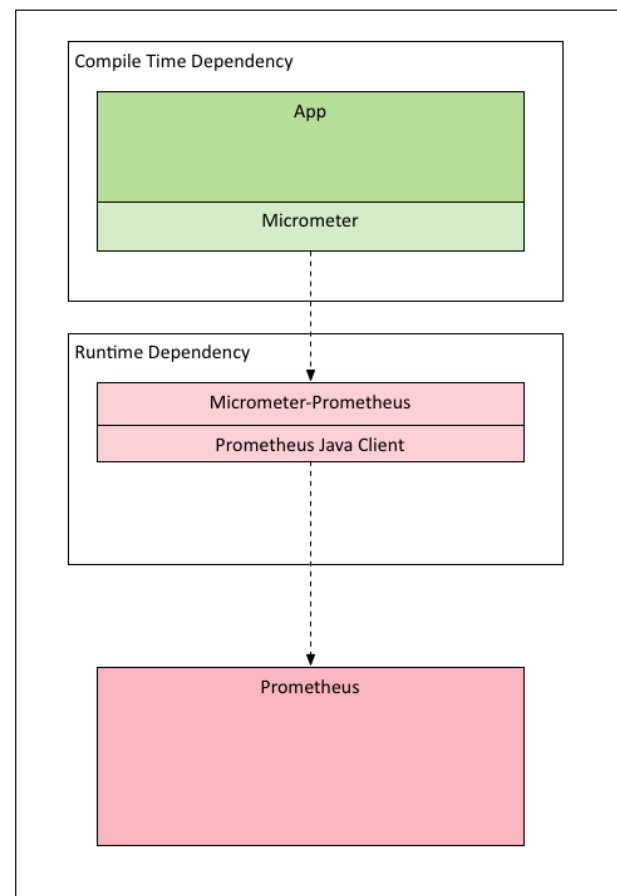 Compile Time Dependency
App
Micrometer
Runtime Dependency
Micrometer-Prometheus
Prometheus Java Client
Prometheus